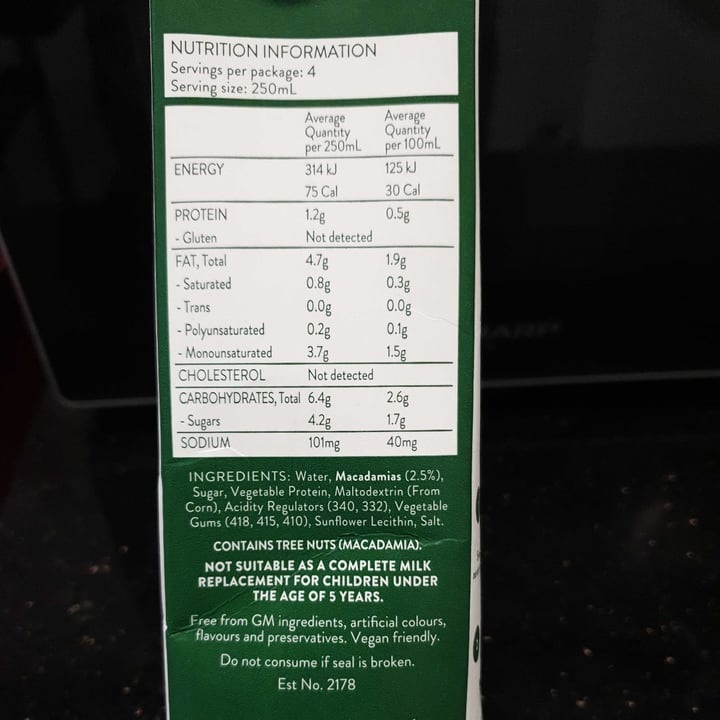 NUTRITION INFORMATION
Servings per package: 4
Serving size: 250mL
Average Quantity per 250mL Average Quantity per 100mL
ENERGY 314 kJ 125 kJ
75 Cal 30 Cal
PROTEIN 1.2g 0.5g
- Gluten Not detected
FAT, Total 4.7g 1.9g
- Saturated 0.8g 0.3g
- Trans 0.0g 0.0g
- Polyunsaturated 0.2g 0.1g
- Monounsaturated 3.7g 1.5g
CHOLESTEROL Not detected
CARBOHYDRATES, Total 6.4g 2.6g
- Sugars 4.2g 1.7g
SODIUM 101mg 40mg
INGREDIENTS: Water, Macadamias (2.5%),
Sugar, Vegetable Protein, Maltodextrin (From
Corn), Acidity Regulators (340, 332), Vegetable
Gums (418, 415, 410), Sunflower Lecithin, Salt.
CONTAINS TREE NUTS (MACADAMIA).
NOT SUITABLE AS A COMPLETE MILK
REPLACEMENT FOR CHILDREN UNDER
THE AGE OF 5 YEARS.
Free from GM ingredients, artificial colours,
flavours and preservatives. Vegan friendly.
Do not consume if seal is broken.
Est No. 2178